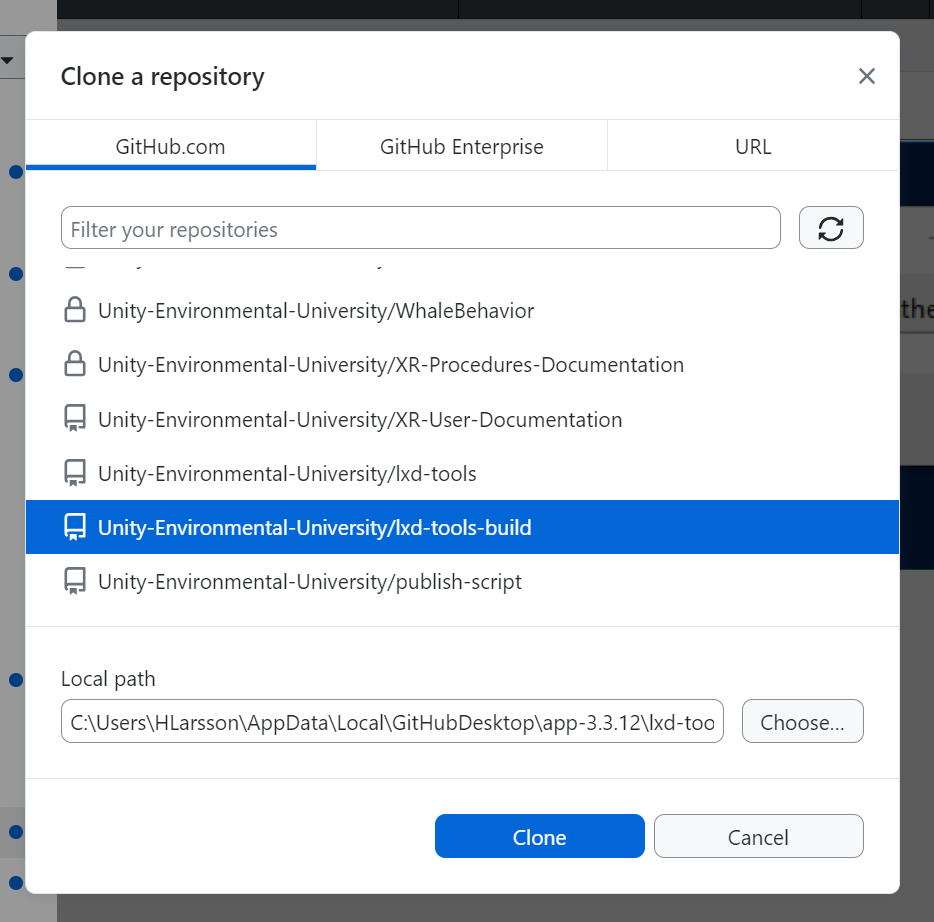 Clone a repository
GitHub.com
GitHub Enterprise
URL
Filter your repositories
Unity-Environmental-University/WhaleBehavior
Unity-Environmental-University/XR-Procedures-Documentation
Unity-Environmental-University/XR-User-Documentation
Unity-Environmental-University/lxd-tools
Unity-Environmental-University/lxd-tools-build
Unity-Environmental-University/publish-script
Local path
C:\Users\HLarsson\AppData\Local\GitHubDesktop\app-3.3.12\lxd-too
Choose...
Clone
Cancel
the